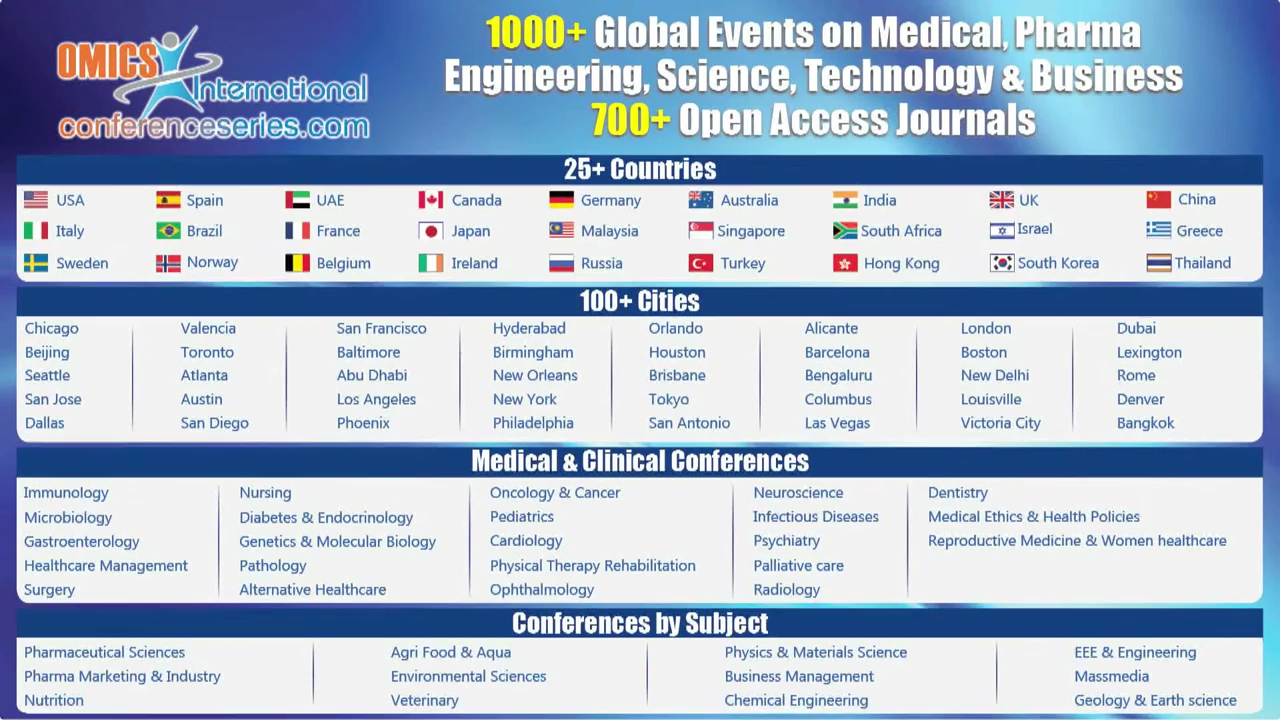 OMICS
International
conferenceseries.com
1000+ Global Events on Medical, Pharma
Engineering, Science, Technology & Business
700+ Open Access Journals
25+ Countries
USA Spain UAE Canada Germany Australia India UK China
Italy Brazil France Japan Malaysia Singapore South Africa Israel Greece
Sweden Norway Belgium Ireland Russia Turkey Hong Kong South Korea Thailand
100+ Cities
Chicago Valencia San Francisco Hyderabad Orlando Alicante London Dubai
Beijing Toronto Baltimore Birmingham Houston Barcelona Boston Lexington
Seattle Atlanta Abu Dhabi New Orleans Brisbane Bengaluru New Delhi Rome
San Jose Austin Los Angeles New York Tokyo Columbus Louisville Denver
Dallas San Diego Phoenix Philadelphia San Antonio Las Vegas Victoria City Bangkok
Medical & Clinical Conferences
Immunology Nursing Oncology & Cancer Neuroscience Dentistry
Microbiology Diabetes & Endocrinology Pediatrics Infectious Diseases Medical Ethics & Health Policies
Gastroenterology Genetics & Molecular Biology Cardiology Psychiatry Reproductive Medicine & Women healthcare
Healthcare Management Pathology Physical Therapy Rehabilitation Palliative care
Surgery Alternative Healthcare Ophthalmology Radiology
Conferences by Subject
Pharmaceutical Sciences Agri Food & Aqua Physics & Materials Science EEE & Engineering
Pharma Marketing & Industry Environmental Sciences Business Management Massmedia
Nutrition Veterinary Chemical Engineering Geology & Earth science